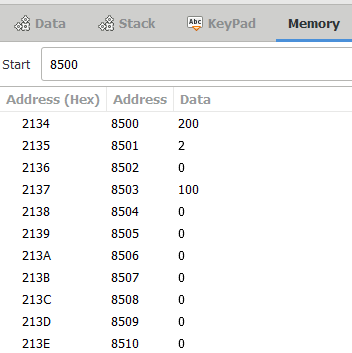 Data Stack Abc KeyPad Memory
Start 8500
Address (Hex) Address Data
2134 8500 200
2135 8501 2
2136 8502 0
2137 8503 100
2138 8504 0
2139 8505 0
213A 8506 0
213B 8507 0
213C 8508 0
213D 8509 0
213E 8510 0